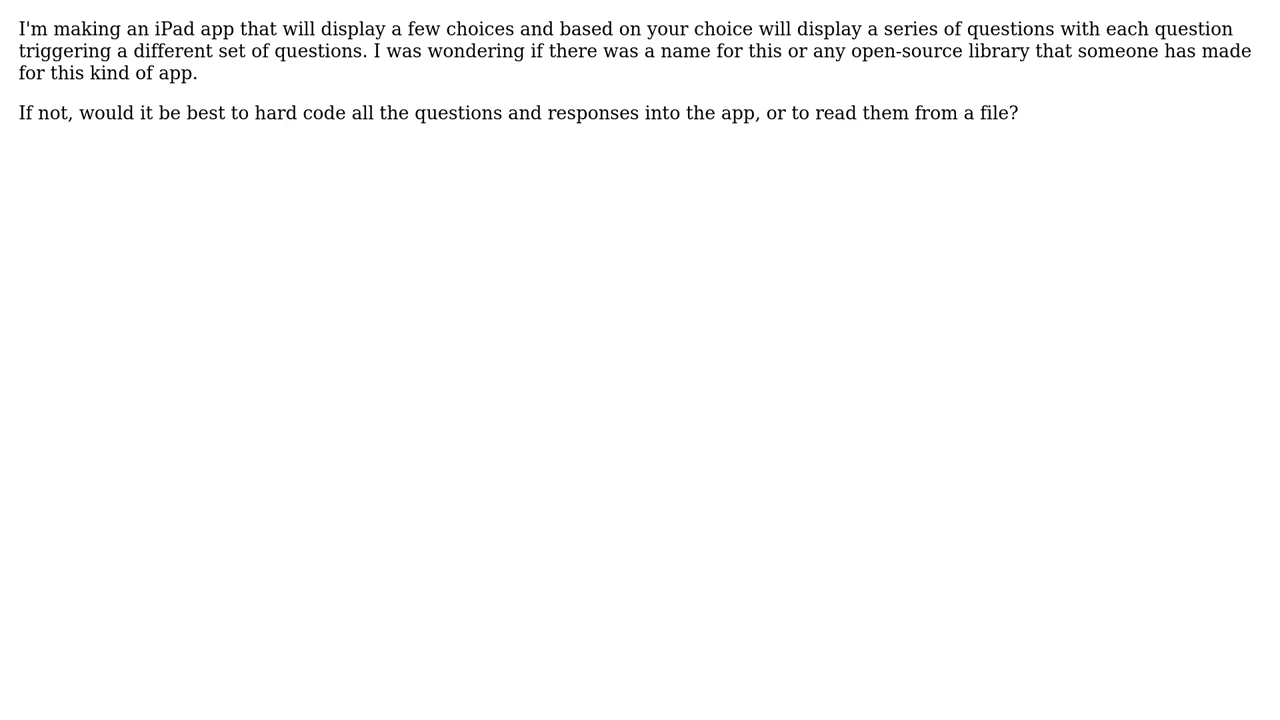 I'm making an iPad app that will display a few choices and based on your choice will display a series of questions with each question
triggering a different set of questions. I was wondering if there was a name for this or any open-source library that someone has made
for this kind of app.
If not, would it be best to hard code all the questions and responses into the app, or to read them from a file?